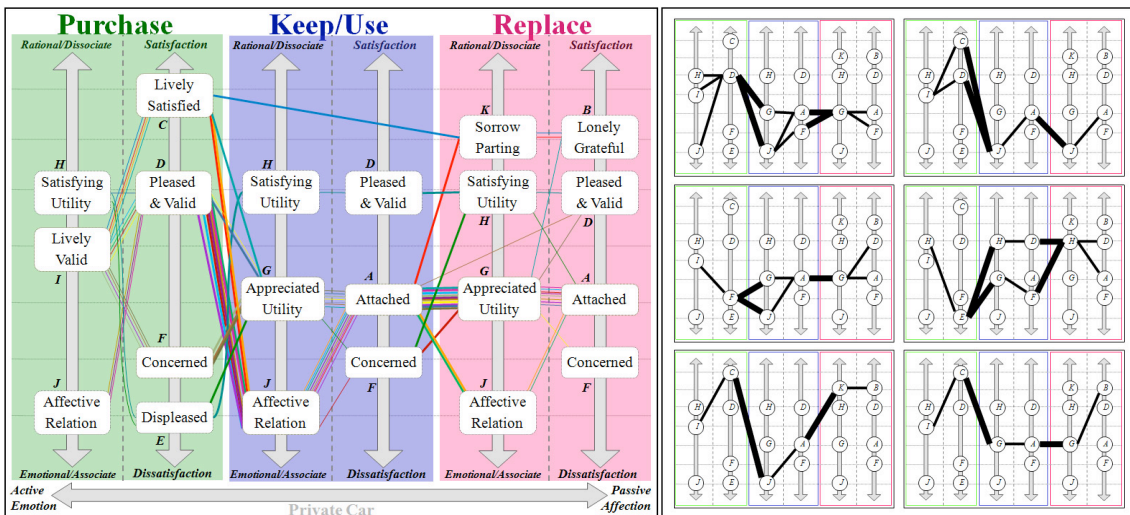 Purchase
Keep/Use
Replace
Rational/Dissociate
Satisfaction
Rational/Dissociate
Satisfaction
Rational/Dissociate
Satisfaction
Lively
Satisfied
C
K
B
Sorrow
Parting
Lonely
Grateful
H
D
H
D
Satisfying
Utility
Pleased
& Valid
Satisfying
Utility
Pleased
& Valid
Satisfying
Utility
Pleased
& Valid
H
D
Lively
Valid
I
G
A
G
A
Appreciated
Utility
Attached
Appreciated
Utility
Attached
F
Concerned
Concerned
Concerned
J
J
F
J
F
Affective
Relation
Displeased
Affective
Relation
Affective
Relation
E
Emotional/Associate
Dissatisfaction
Emotional/Associate
Dissatisfaction
Emotional/Associate
Dissatisfaction
Active
Emotion
Private Car
Passive
Affection
C
K B
H D H D H D
I
G A G A
F F F
J E J J
C
K B
H D H D H D
I
G A G A
F F F
J E J J
C
K B
H D H D H D
I
G A G A
F F F
J E J J
C
K B
H D H D H D
I
G A G A
F F F
J E J J
C K B
H D H D H D
I
G A G A
F F F
J E J J
C K B
H D H D H D
I
G A G A
F F F
J E J J